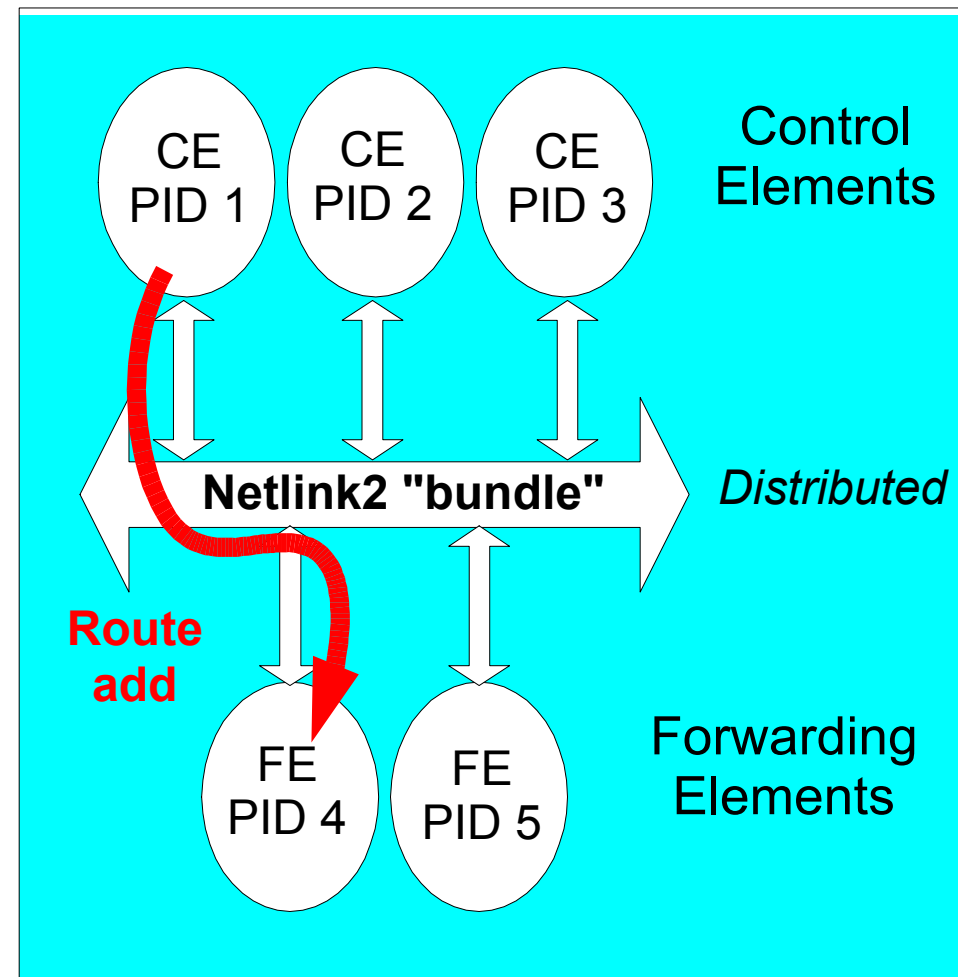 CE
PID 1
CE
PID 2
CE
PID 3
Control
Elements
Netlink2 "bundle"
Distributed
Route
add
FE
PID 4
FE
PID 5
Forwarding
Elements